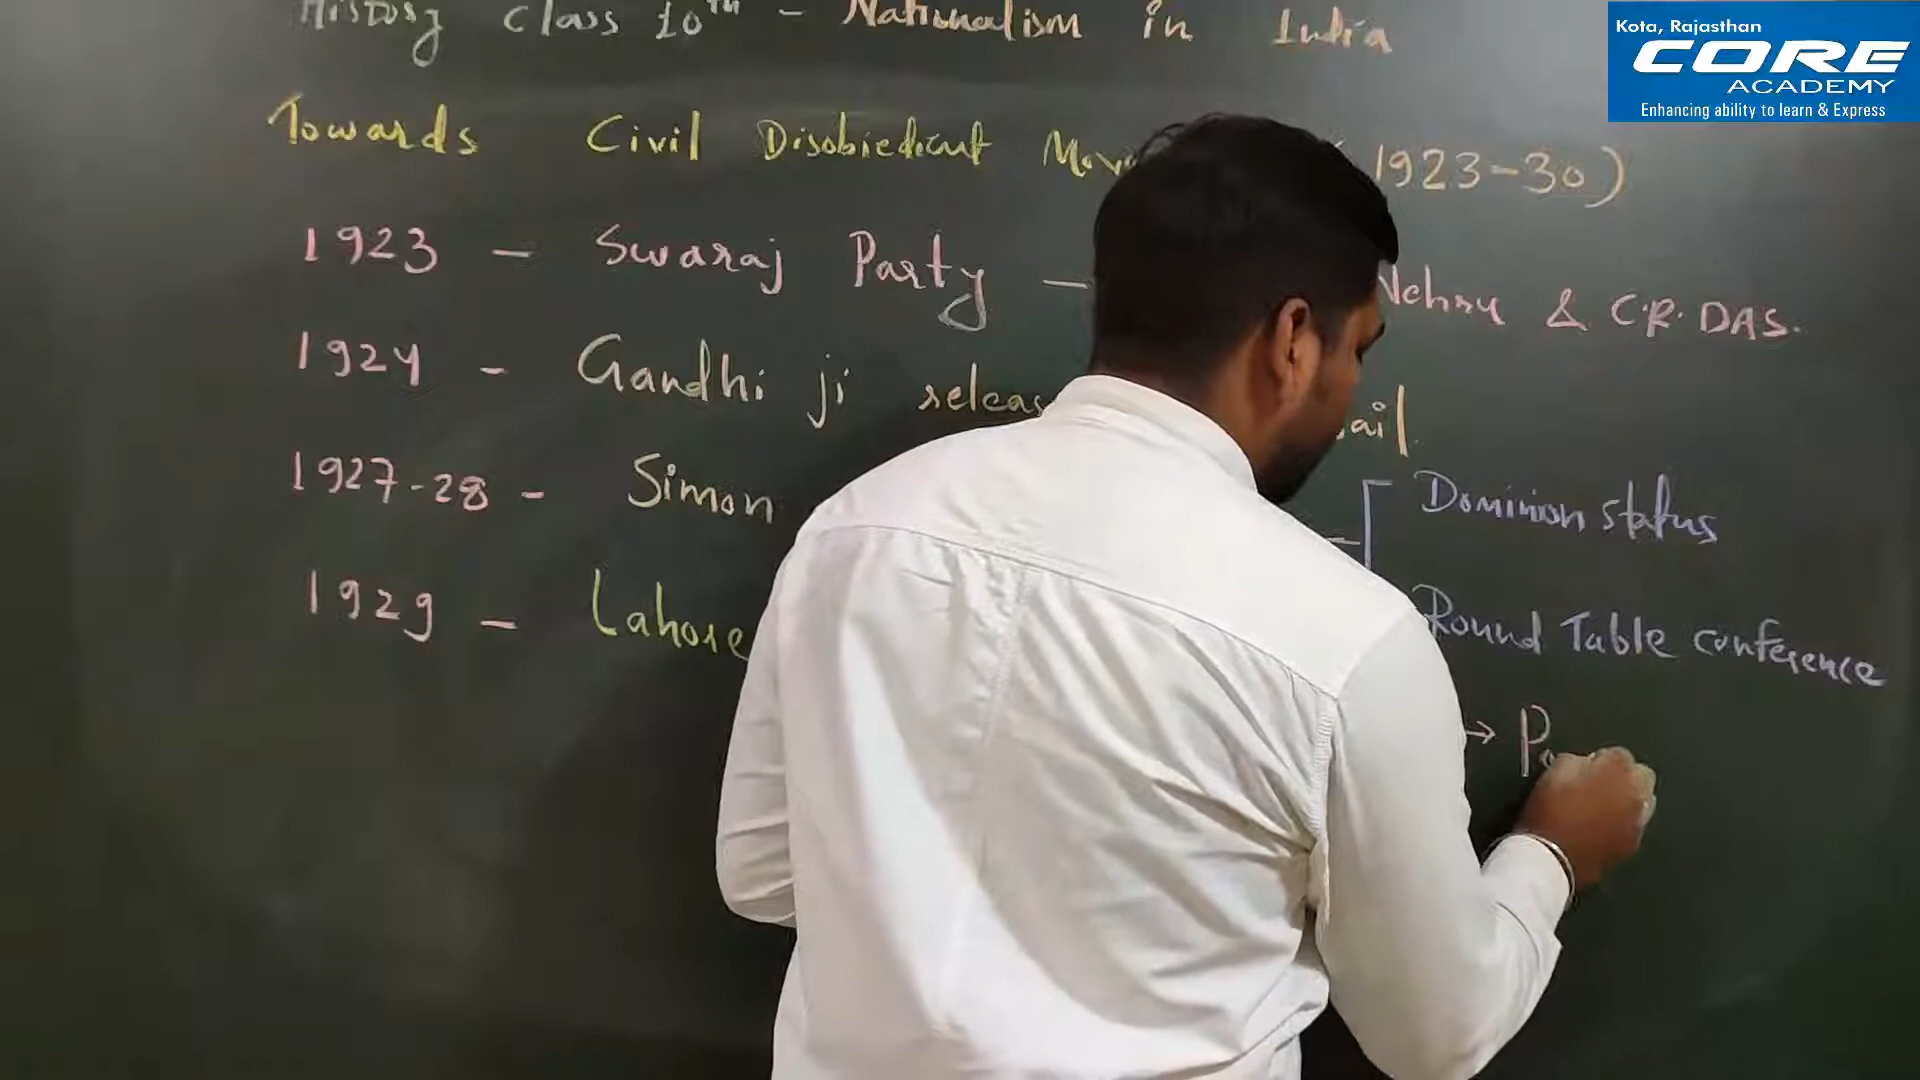 History Class 10th - Nationalism in India
Kota, Rajasthan
CORE
ACADEMY
Enhancing ability to learn & Express
Towards Civil Disobiedient (1923-30)
1923 - Swaraj Party - Nehru & C.R. DAS.
1924 - Gandhi ji
1927-28 - Simon
Dominion status
Round Table conference
1929 - Lahore
→